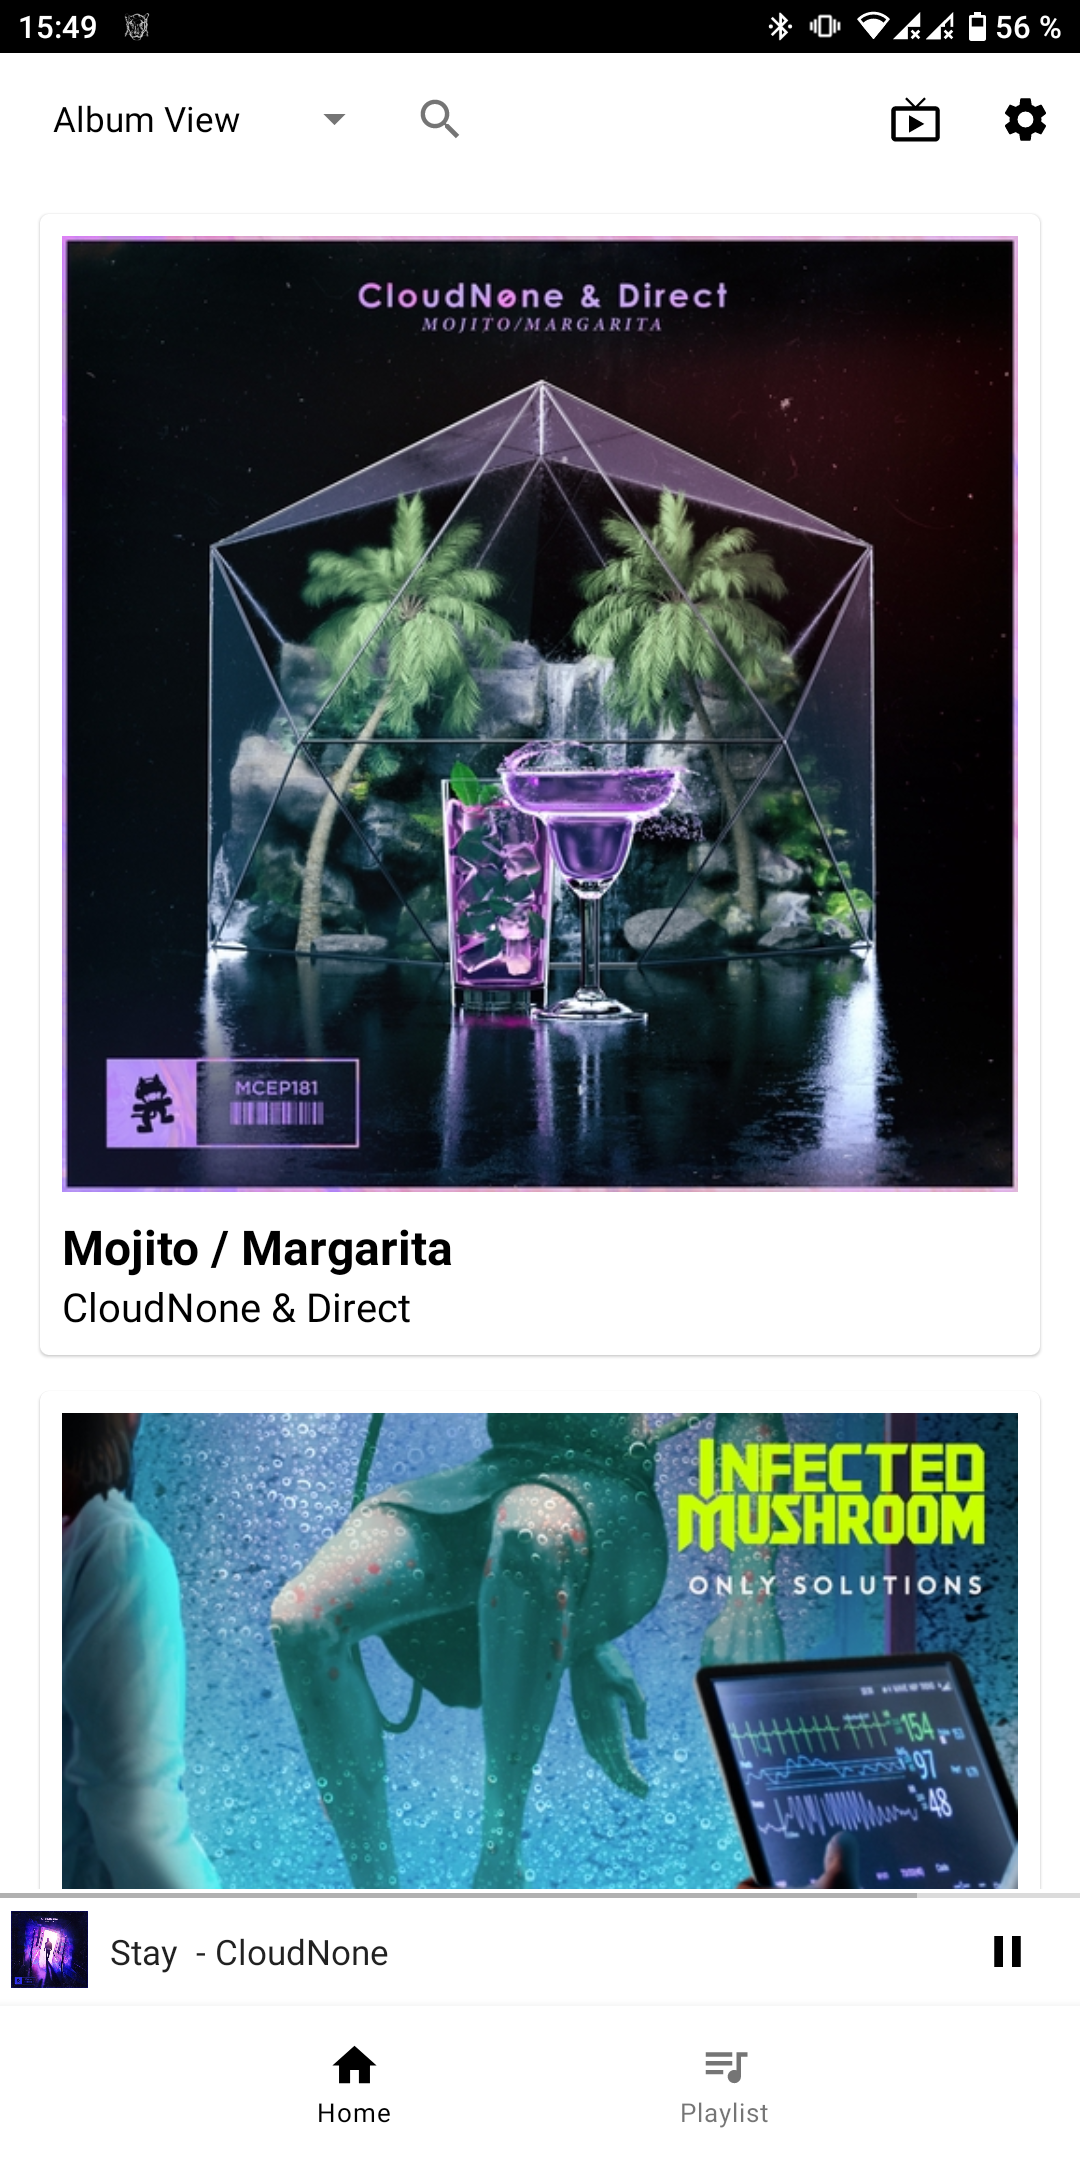 15:49
56 %
Album View
CloudNøne & Direct
MOJITO/MARGARITA
MCEP181
Mojito / Margarita
CloudNone & Direct
INFECTED
MUSHROOM
ONLY SOLUTIONS
154
97
48
Stay - CloudNone
Home
Playlist